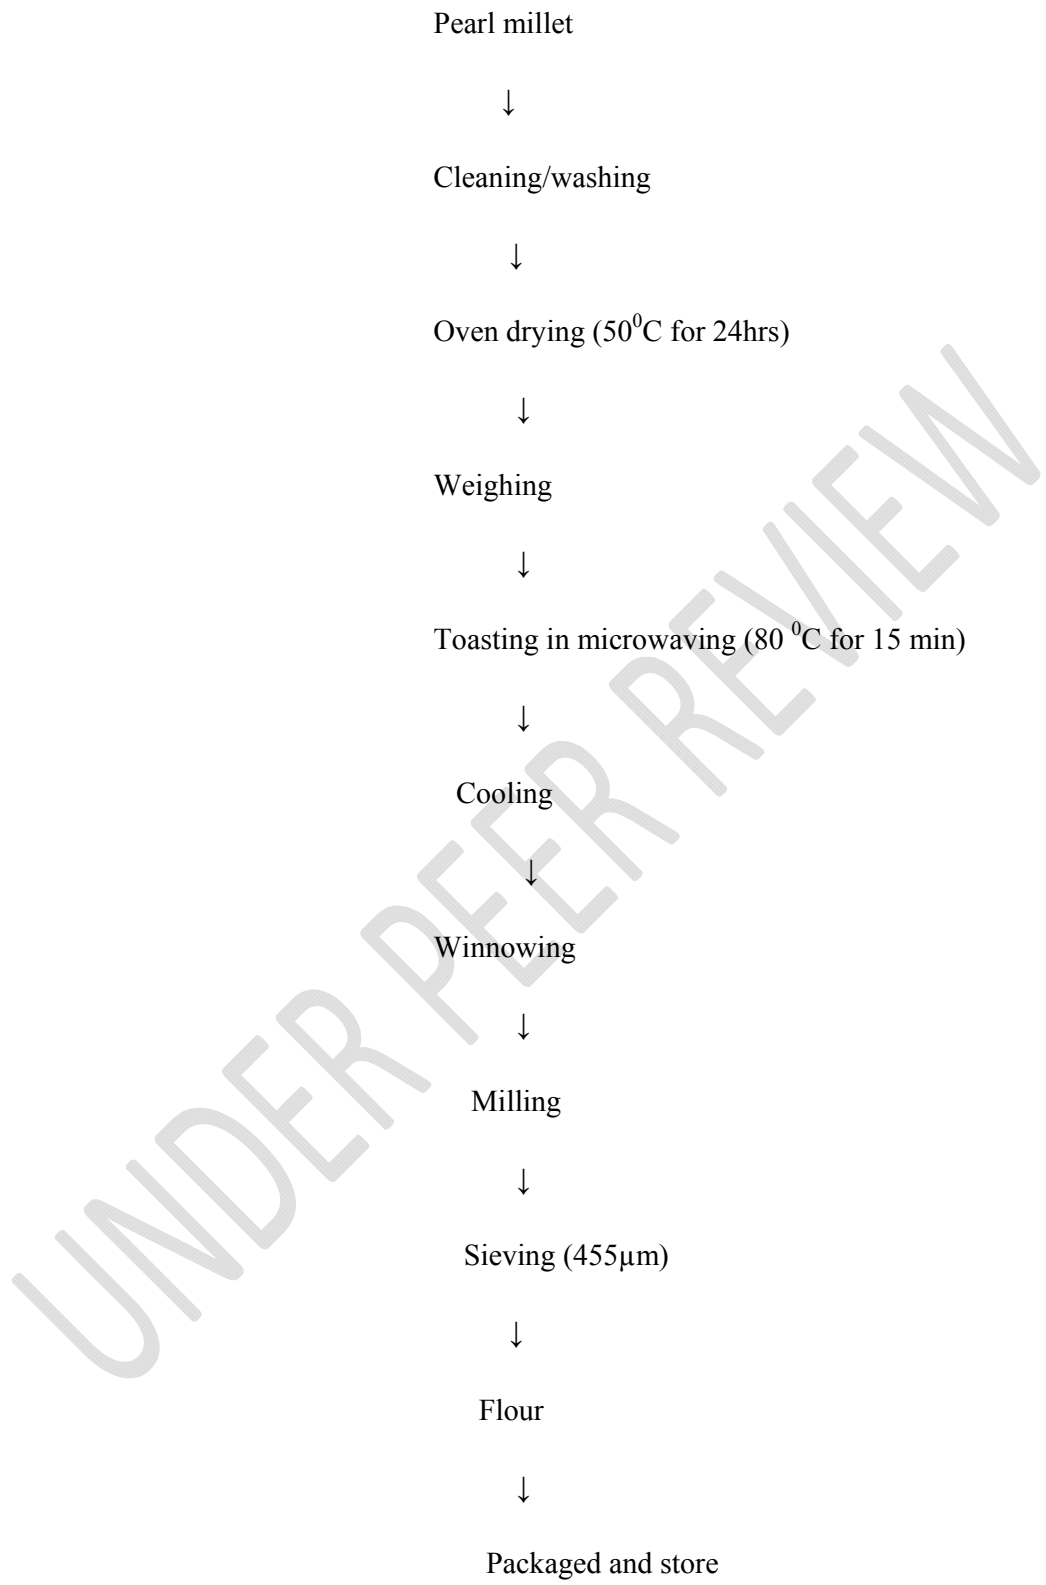 Pearl millet
↓
Cleaning/washing
↓
Oven drying (50⁰C for 24hrs)
↓
Weighing
↓
Toasting in microwaving (80 ⁰C for 15 min)
↓
Cooling
↓
Winnowing
↓
Milling
↓
Sieving (455µm)
↓
Flour
↓
Packaged and store
UNDER PEER REVIEW